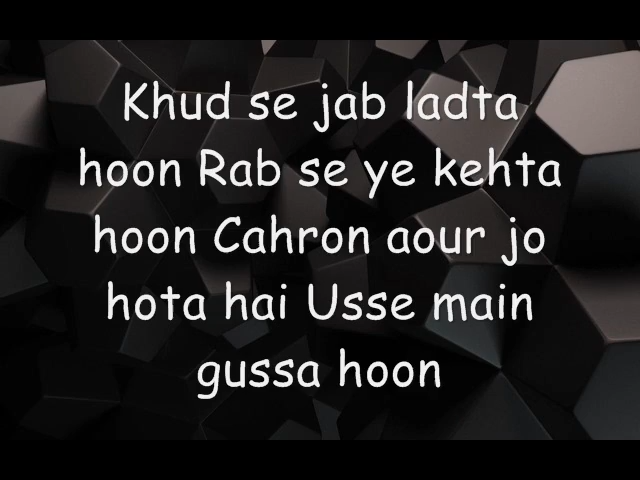 Khud se jab ladta
hoon Rab se ye kehta
hoon Cahron aour jo
hota hai Usse main
gussa hoon